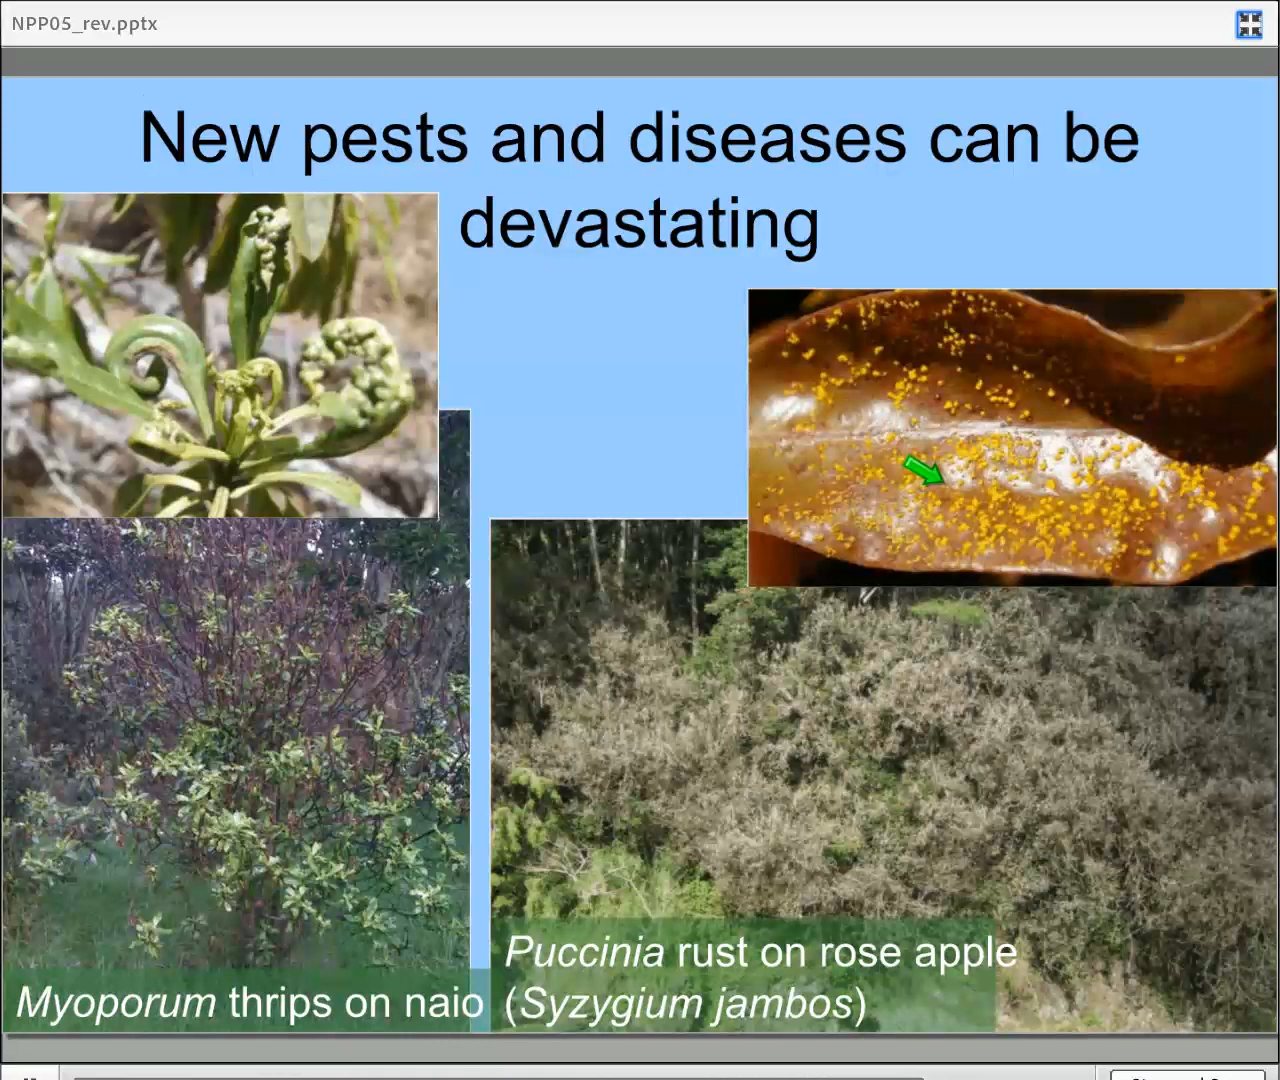 NPP05_rev.pptx
New pests and diseases can be
devastating
Myoporum thrips on naio
Puccinia rust on rose apple
(Syzygium jambos)